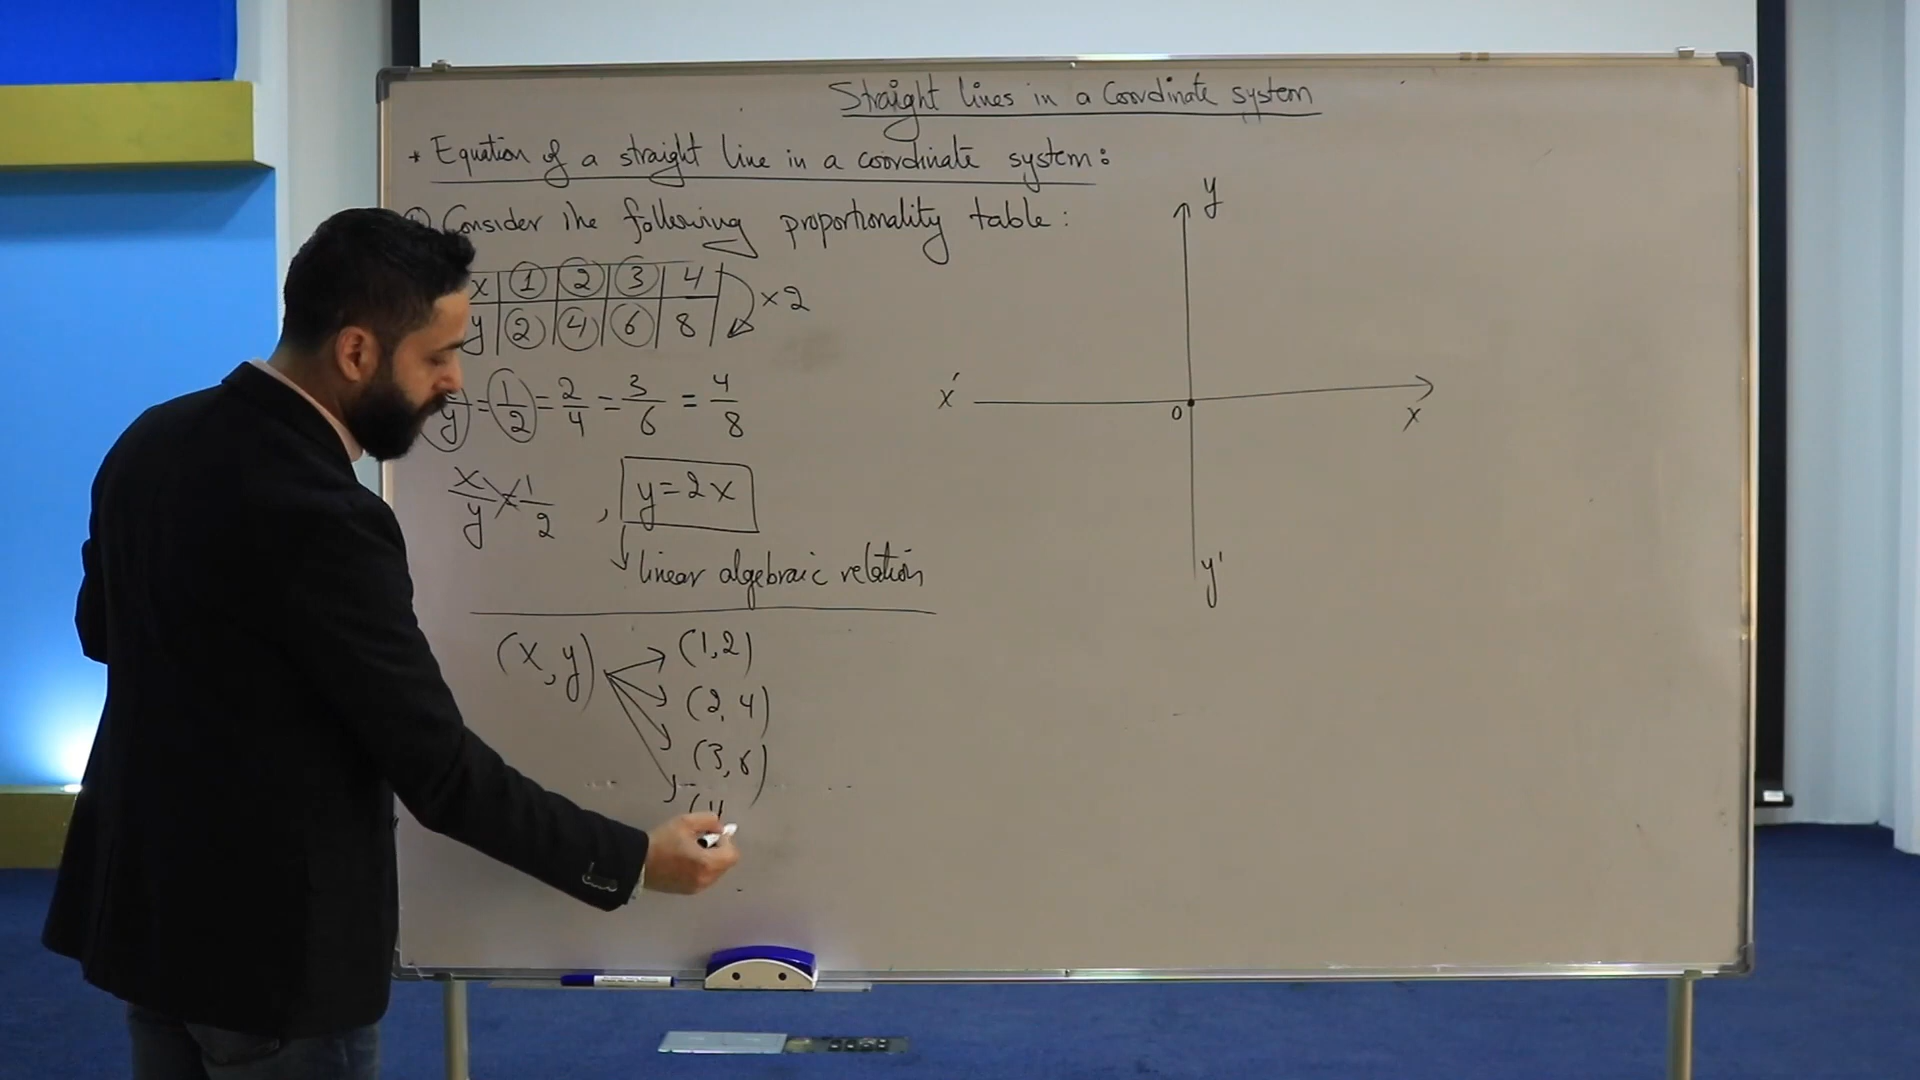 Straight lines in a Coordinate system
* Equation of a straight line in a coordinate system:
Consider the following proportionality table:
x | 1 | 2 | 3 | 4
y | 2 | 4 | 6 | 8
×2
y = 1/2 = 2/4 = 3/6 = 4/8
x/y = 1/2 , y=2x
linear algebraic relation
(x,y) (1,2)
(2,4)
(3,6)
(4
y
x' o x
y'